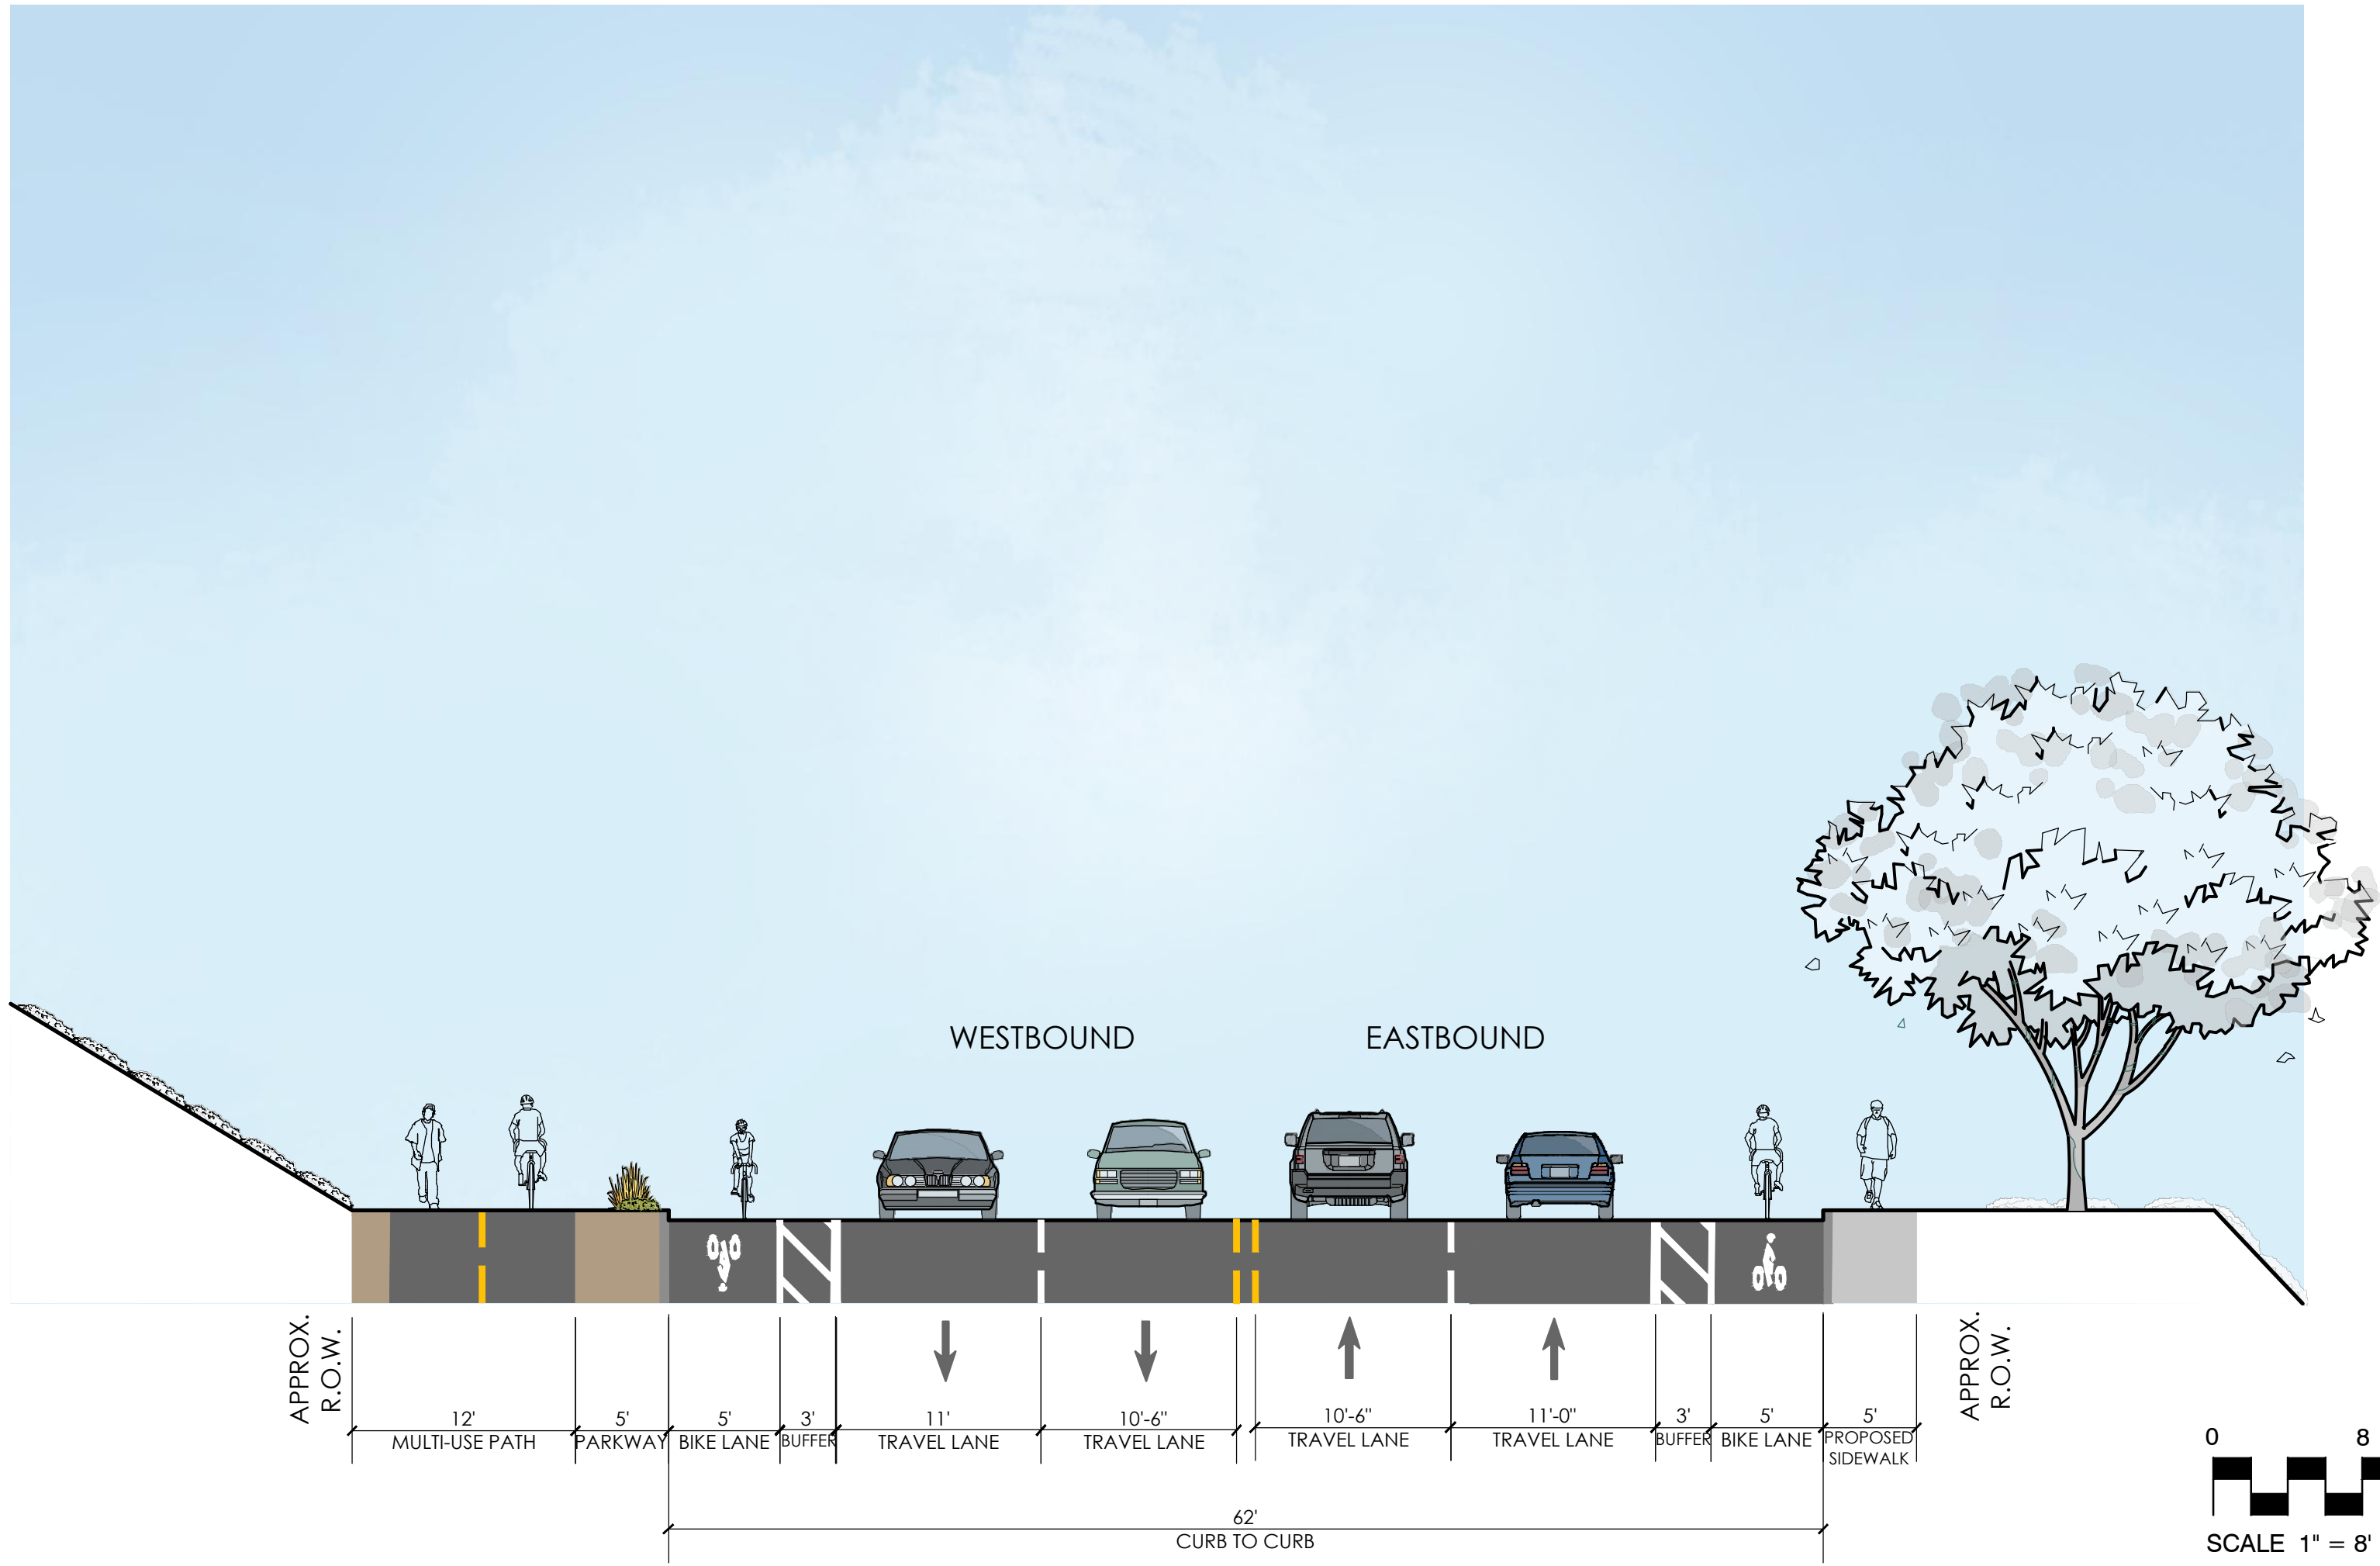 WESTBOUND
EASTBOUND
APPROX.
R.O.W.
APPROX.
R.O.W.
12'
MULTI-USE PATH
5'
PARKWAY
5'
BIKE LANE
3'
BUFFER
11'
TRAVEL LANE
10'-6"
TRAVEL LANE
10'-6"
TRAVEL LANE
11'-0"
TRAVEL LANE
3'
BUFFER
5'
BIKE LANE
5'
PROPOSED
SIDEWALK
62'
CURB TO CURB
0 8
SCALE 1" = 8'